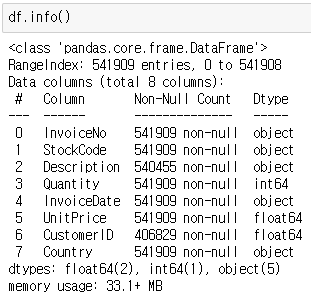 df.info()
<class 'pandas.core.frame.DataFrame'>
RangeIndex: 541909 entries, 0 to 541908
Data columns (total 8 columns):
 #   Column       Non-Null Count   Dtype
---  ------       --------------   -----
 0   InvoiceNo    541909 non-null  object
 1   StockCode    541909 non-null  object
 2   Description  540455 non-null  object
 3   Quantity     541909 non-null  int64
 4   InvoiceDate  541909 non-null  object
 5   UnitPrice    541909 non-null  float64
 6   CustomerID   406829 non-null  float64
 7   Country      541909 non-null  object
dtypes: float64(2), int64(1), object(5)
memory usage: 33.1+ MB